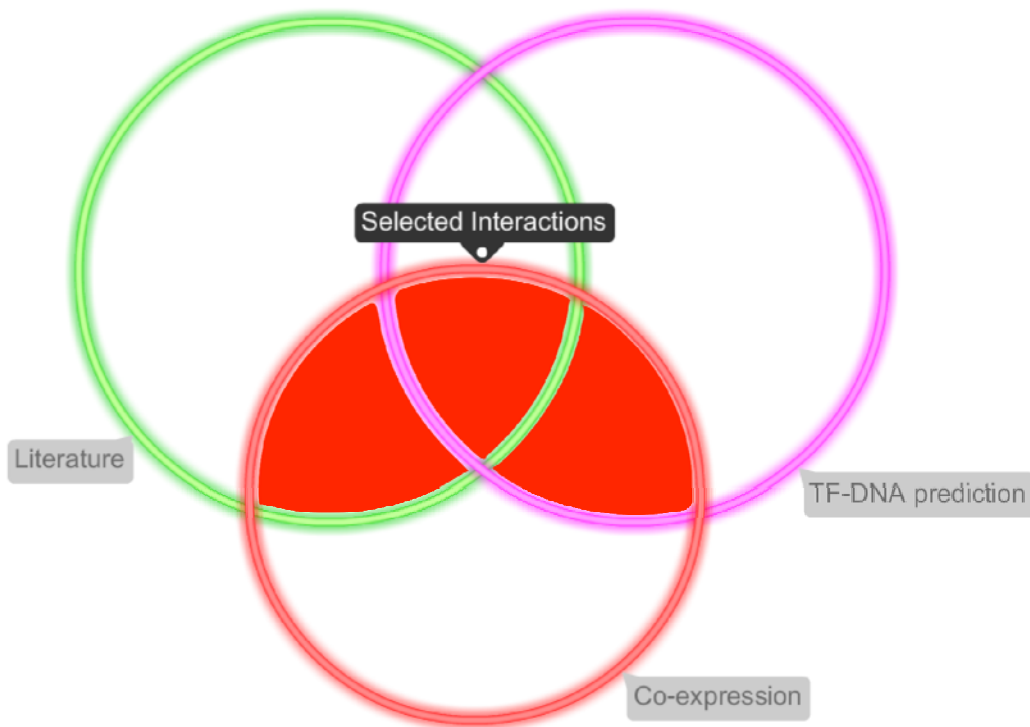 Selected Interactions
Literature
TF-DNA prediction
Co-expression